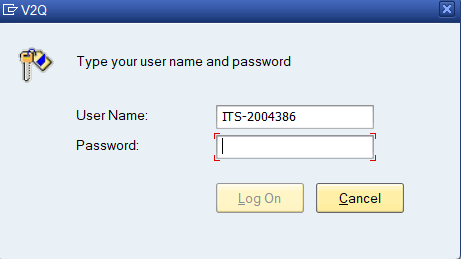 V2Q
Type your user name and password
User Name:
ITS-2004386
Password:
Log On
Cancel